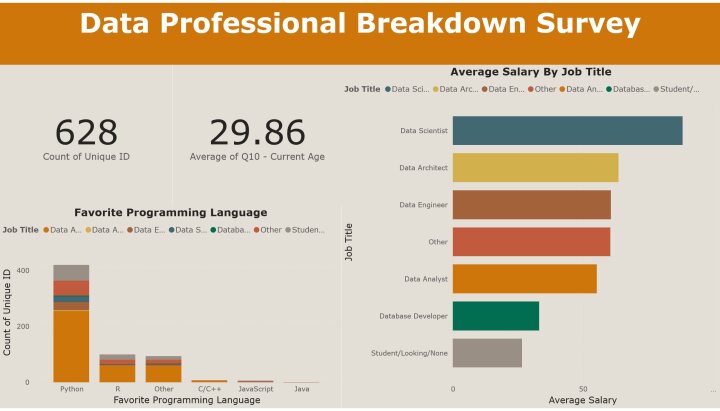 Data Professional Breakdown Survey
628
Count of Unique ID
29.86
Average of Q10 - Current Age
Average Salary By Job Title
Job Title Data Sci... Data Arc... Data En... Other Data An... Databas... Student/...
Data Scientist
Data Architect
Data Engineer
Other
Data Analyst
Database Developer
Student/Looking/None
Job Title
0 50 ...
Average Salary
Favorite Programming Language
Job Title Data A... Data A... Data E... Data S... Databa... Other Studen...
Count of Unique ID
400
200
0
Python R Other C/C++ JavaScript Java
Favorite Programming Language